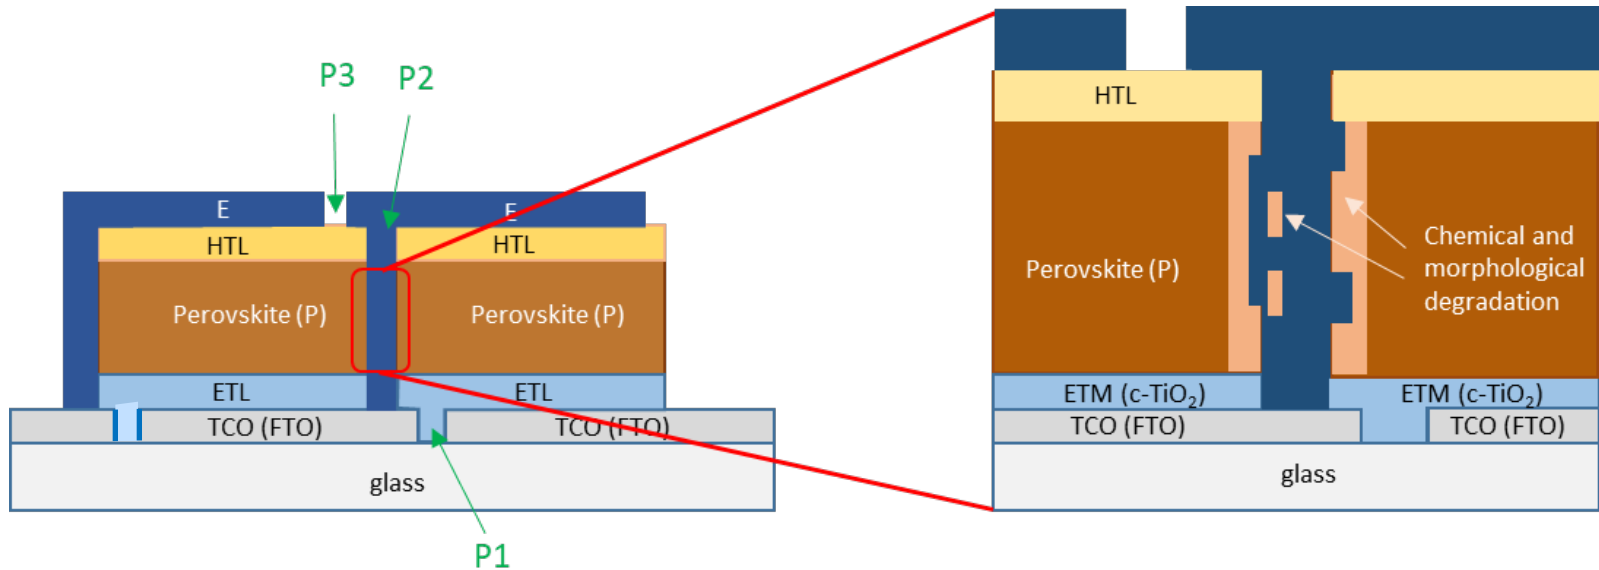 P3
P2
E
E
HTL
HTL
Perovskite (P)
Perovskite (P)
ETL
ETL
TCO (FTO)
TCO (FTO)
glass
P1
HTL
Perovskite (P)
Chemical and
morphological
degradation
ETM (c-TiO₂)
ETM (c-TiO₂)
TCO (FTO)
TCO (FTO)
glass